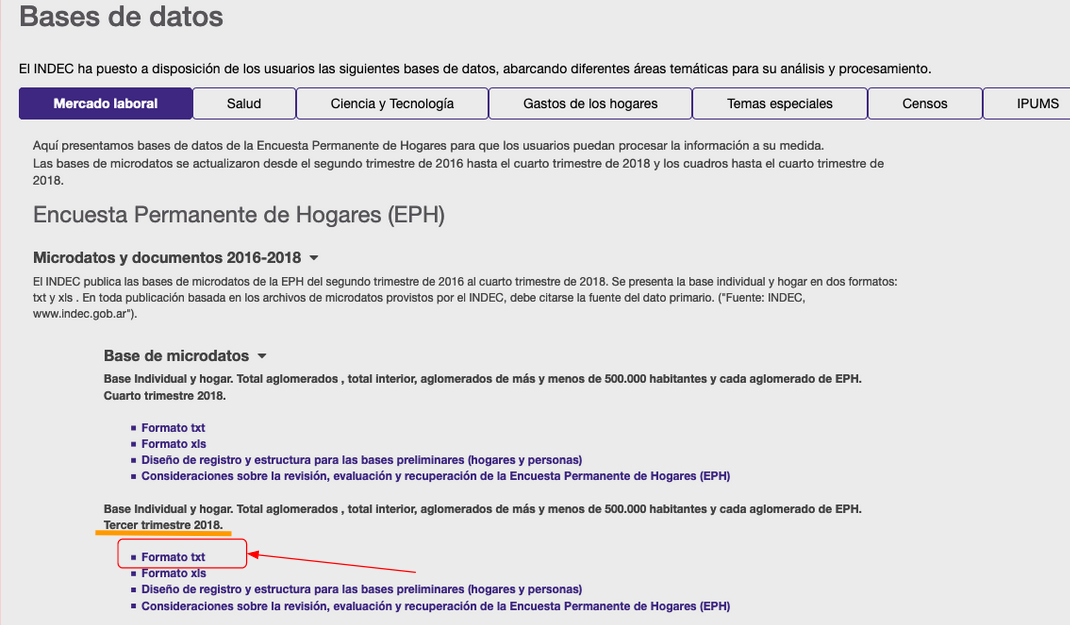 Bases de datos
El INDEC ha puesto a disposición de los usuarios las siguientes bases de datos, abarcando diferentes áreas temáticas para su análisis y procesamiento.
Mercado laboral Salud Ciencia y Tecnología Gastos de los hogares Temas especiales Censos IPUMS
Aquí presentamos bases de datos de la Encuesta Permanente de Hogares para que los usuarios puedan procesar la información a su medida.
Las bases de microdatos se actualizaron desde el segundo trimestre de 2016 hasta el cuarto trimestre de 2018 y los cuadros hasta el cuarto trimestre de
2018.
Encuesta Permanente de Hogares (EPH)
Microdatos y documentos 2016-2018
El INDEC publica las bases de microdatos de la EPH del segundo trimestre de 2016 al cuarto trimestre de 2018. Se presenta la base individual y hogar en dos formatos:
txt y xls . En toda publicación basada en los archivos de microdatos provistos por el INDEC, debe citarse la fuente del dato primario. ("Fuente: INDEC,
www.indec.gob.ar").
Base de microdatos
Base Individual y hogar. Total aglomerados , total interior, aglomerados de más y menos de 500.000 habitantes y cada aglomerado de EPH.
Cuarto trimestre 2018.
Formato txt
Formato xls
Diseño de registro y estructura para las bases preliminares (hogares y personas)
Consideraciones sobre la revisión, evaluación y recuperación de la Encuesta Permanente de Hogares (EPH)
Base Individual y hogar. Total aglomerados , total interior, aglomerados de más y menos de 500.000 habitantes y cada aglomerado de EPH.
Tercer trimestre 2018.
Formato txt
Formato xls
Diseño de registro y estructura para las bases preliminares (hogares y personas)
Consideraciones sobre la revisión, evaluación y recuperación de la Encuesta Permanente de Hogares (EPH)